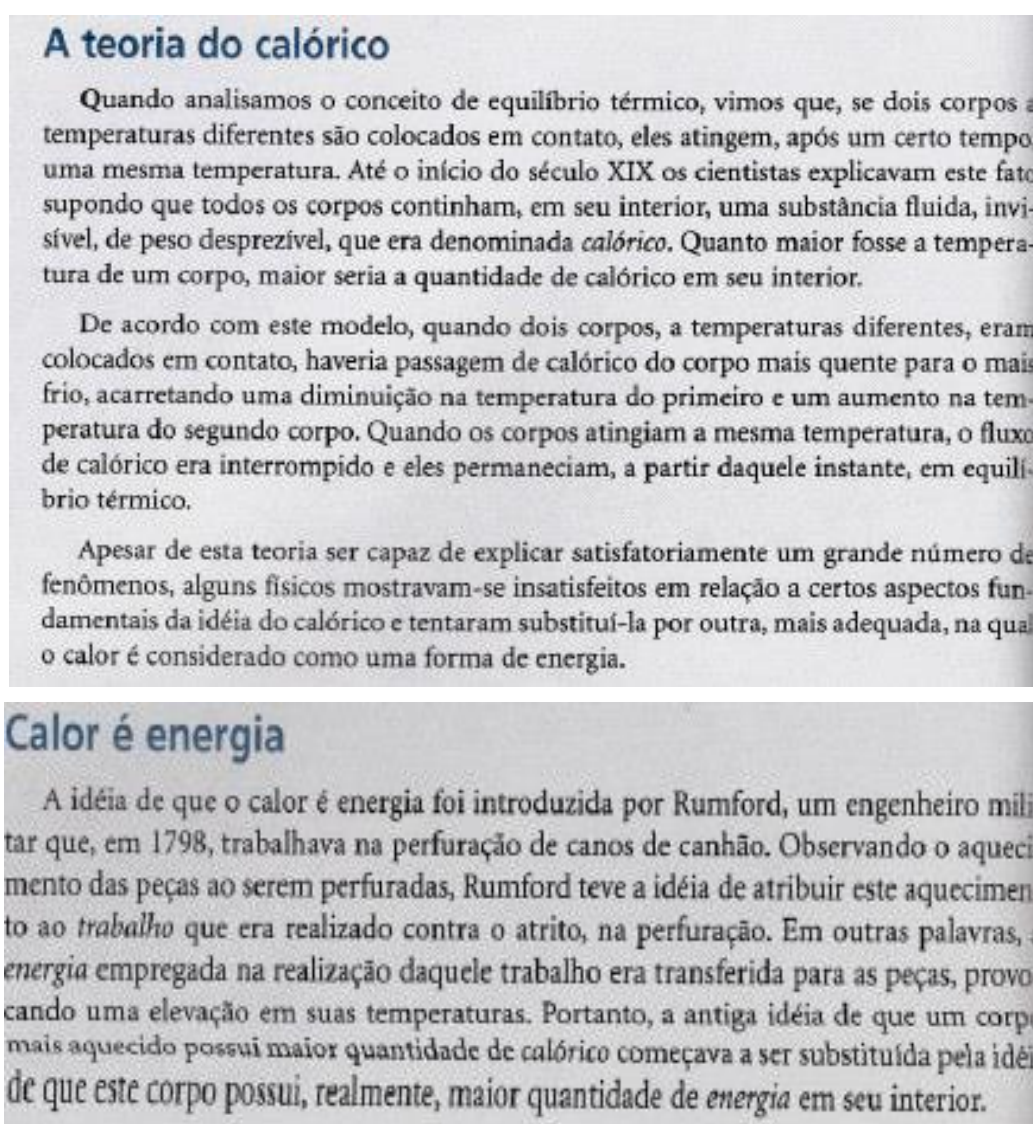 A teoria do calórico
Quando analisamos o conceito de equilíbrio térmico, vimos que, se dois corpos a
temperaturas diferentes são colocados em contato, eles atingem, após um certo tempo,
uma mesma temperatura. Até o início do século XIX os cientistas explicavam este fato
supondo que todos os corpos continham, em seu interior, uma substância fluida, invi-
sível, de peso desprezível, que era denominada calórico. Quanto maior fosse a tempera-
tura de um corpo, maior seria a quantidade de calórico em seu interior.
De acordo com este modelo, quando dois corpos, a temperaturas diferentes, eram
colocados em contato, haveria passagem de calórico do corpo mais quente para o mais
frio, acarretando uma diminuição na temperatura do primeiro e um aumento na tem-
peratura do segundo corpo. Quando os corpos atingiam a mesma temperatura, o fluxo
de calórico era interrompido e eles permaneciam, a partir daquele instante, em equilí-
brio térmico.
Apesar de esta teoria ser capaz de explicar satisfatoriamente um grande número de
fenômenos, alguns físicos mostravam-se insatisfeitos em relação a certos aspectos fun-
damentais da idéia do calórico e tentaram substituí-la por outra, mais adequada, na qual
o calor é considerado como uma forma de energia.
Calor é energia
A idéia de que o calor é energia foi introduzida por Rumford, um engenheiro mili
tar que, em 1798, trabalhava na perfuração de canos de canhão. Observando o aqueci
mento das peças ao serem perfuradas, Rumford teve a idéia de atribuir este aquecimen
to ao trabalho que era realizado contra o atrito, na perfuração. Em outras palavras,
energia empregada na realização daquele trabalho era transferida para as peças, provo
cando uma elevação em suas temperaturas. Portanto, a antiga idéia de que um corpo
mais aquecido possui maior quantidade de calórico começava a ser substituída pela idéi
de que este corpo possui, realmente, maior quantidade de energia em seu interior.